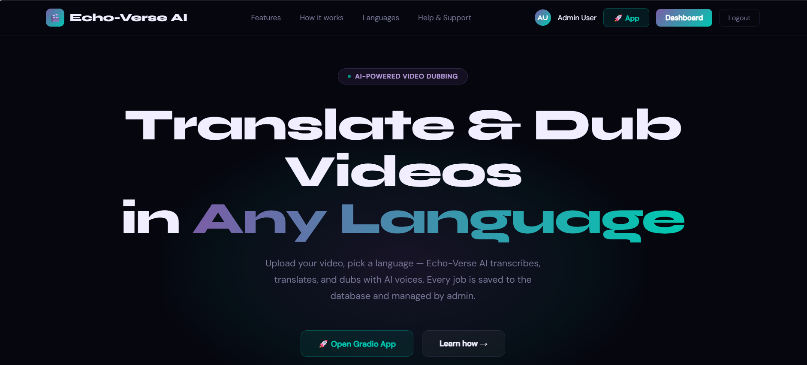 Echo-Verse AI
Features How it works Languages Help & Support
AU Admin User 🚀 App Dashboard Logout
AI-POWERED VIDEO DUBBING
Translate & Dub
Videos
in Any Language
Upload your video, pick a language — Echo-Verse AI transcribes,
translates, and dubs with AI voices. Every job is saved to the
database and managed by admin.
🚀 Open Gradio App Learn how →